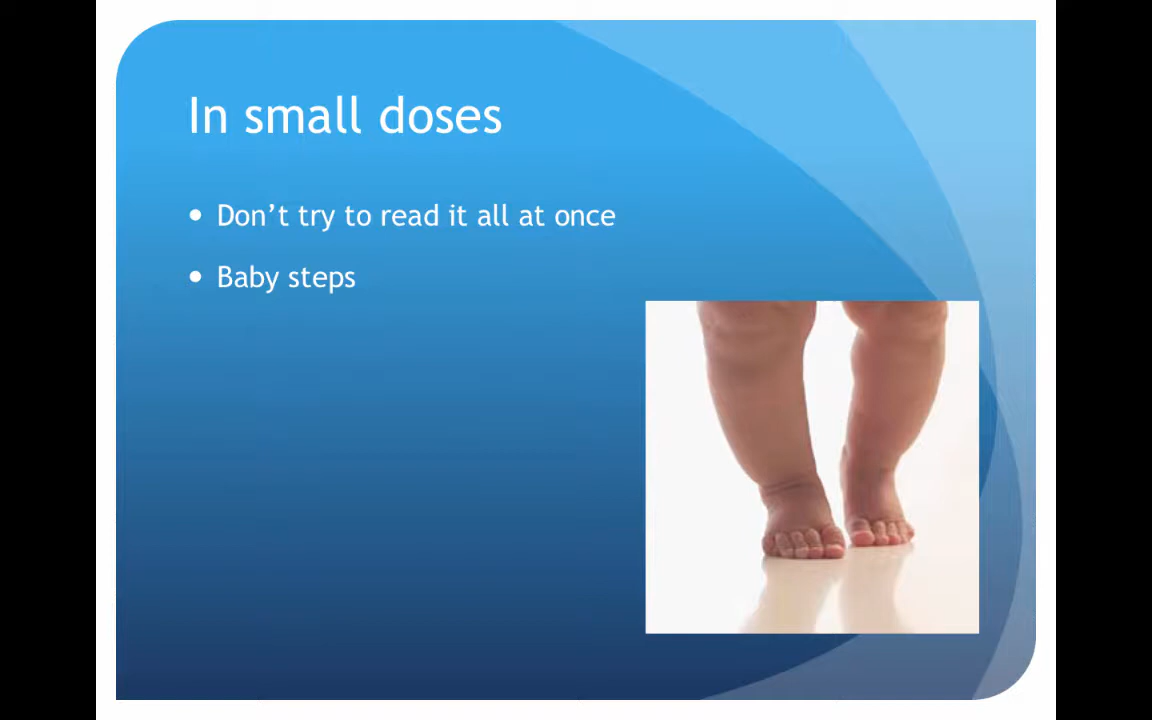 In small doses
• Don’t try to read it all at once
• Baby steps